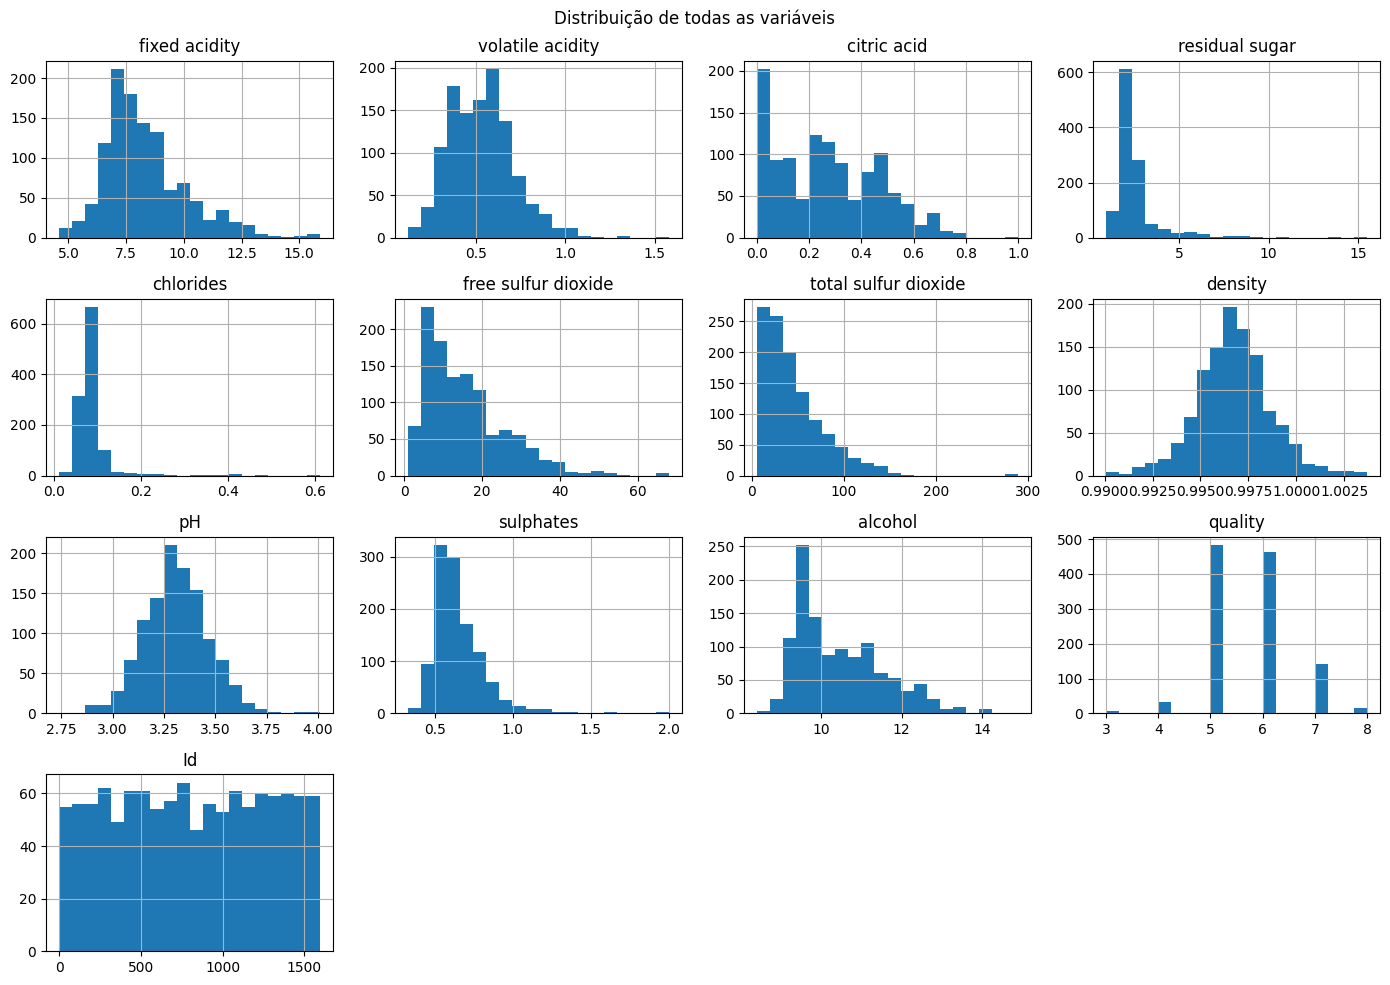 Distribuição de todas as variáveis
fixed acidity
volatile acidity
citric acid
residual sugar
200
150
100
50
0
5.0 7.5 10.0 12.5 15.0
200
150
100
50
0
0.5 1.0 1.5
200
150
100
50
0
0.0 0.2 0.4 0.6 0.8 1.0
600
400
200
0
5 10 15
chlorides
free sulfur dioxide
total sulfur dioxide
density
600
400
200
0
0.0 0.2 0.4 0.6
200
150
100
50
0
0 20 40 60
250
200
150
100
50
0
0 100 200 300
200
150
100
50
0
0.9900 0.9925 0.9950 0.9975 1.0000 1.0025
pH
sulphates
alcohol
quality
200
150
100
50
0
2.75 3.00 3.25 3.50 3.75 4.00
300
200
100
0
0.5 1.0 1.5 2.0
250
200
150
100
50
0
10 12 14
500
400
300
200
100
0
3 4 5 6 7 8
Id
60
40
20
0
0 500 1000 1500